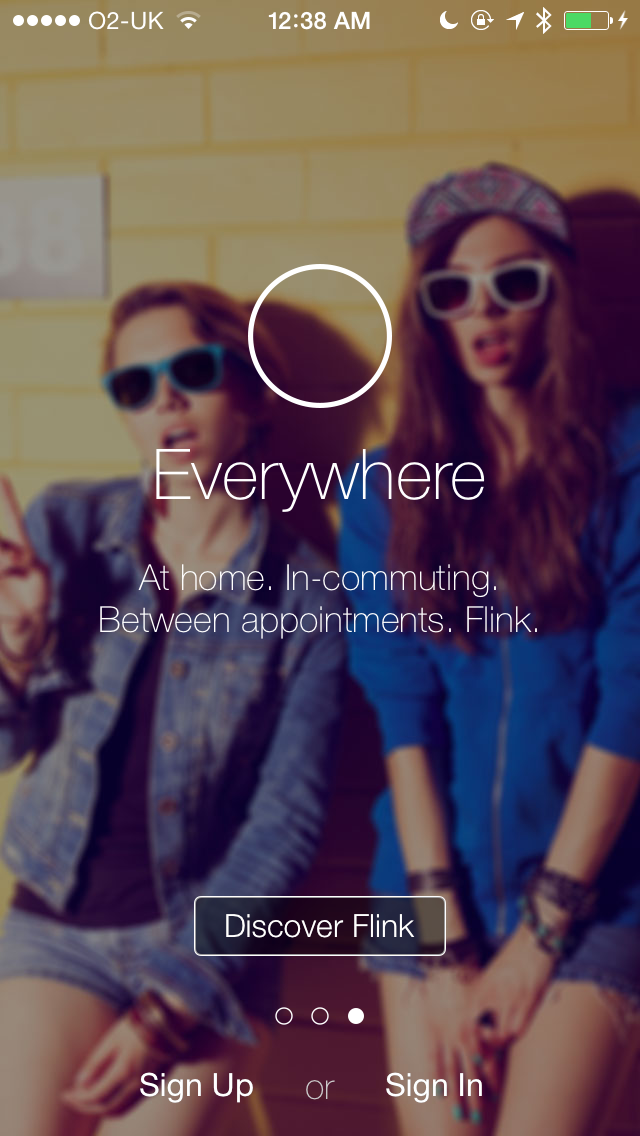 O2-UK 12:38 AM
38
Everywhere
At home. In-commuting.
Between appointments. Flink.
Discover Flink
Sign Up or Sign In